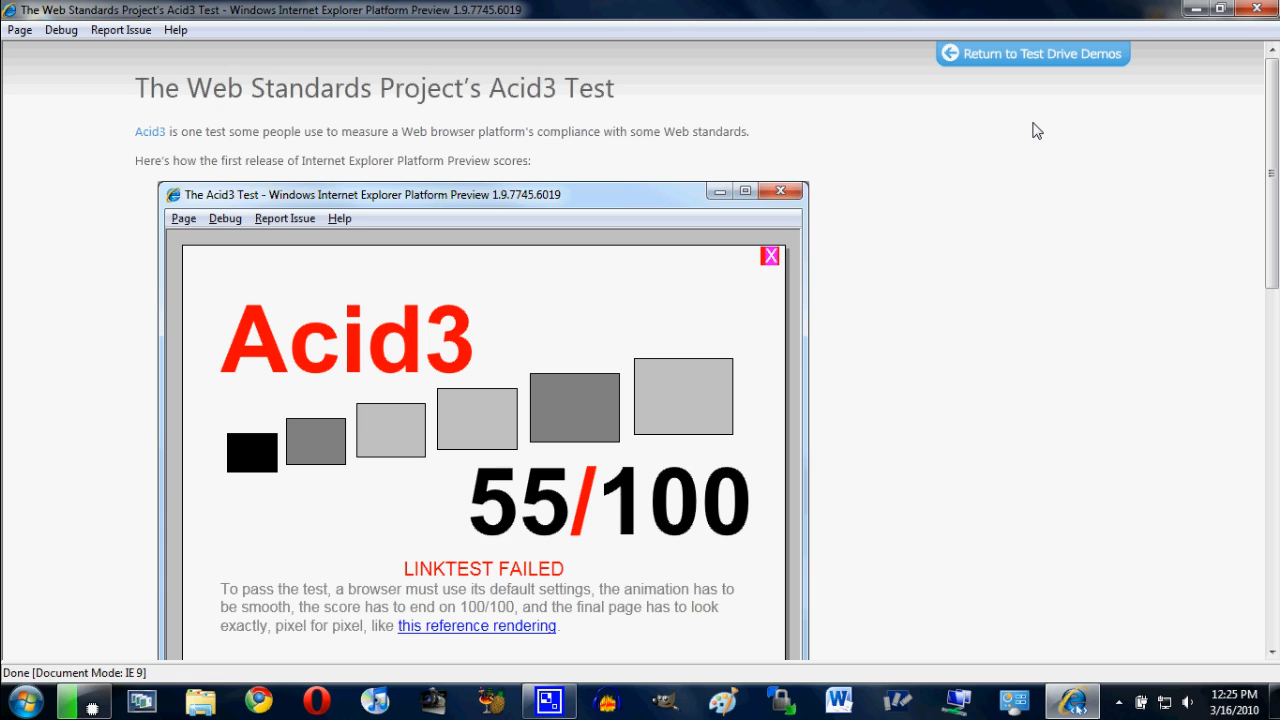 The Web Standards Project's Acid3 Test - Windows Internet Explorer Platform Preview 1.9.7745.6019
Page Debug Report Issue Help
Return to Test Drive Demos
The Web Standards Project's Acid3 Test
Acid3 is one test some people use to measure a Web browser platform's compliance with some Web standards.
Here's how the first release of Internet Explorer Platform Preview scores:
The Acid3 Test - Windows Internet Explorer Platform Preview 1.9.7745.6019
Page Debug Report Issue Help
X
Acid3
55/100
LINKTEST FAILED
To pass the test, a browser must use its default settings, the animation has to
be smooth, the score has to end on 100/100, and the final page has to look
exactly, pixel for pixel, like this reference rendering.
Done [Document Mode: IE 9]
12:25 PM
3/16/2010